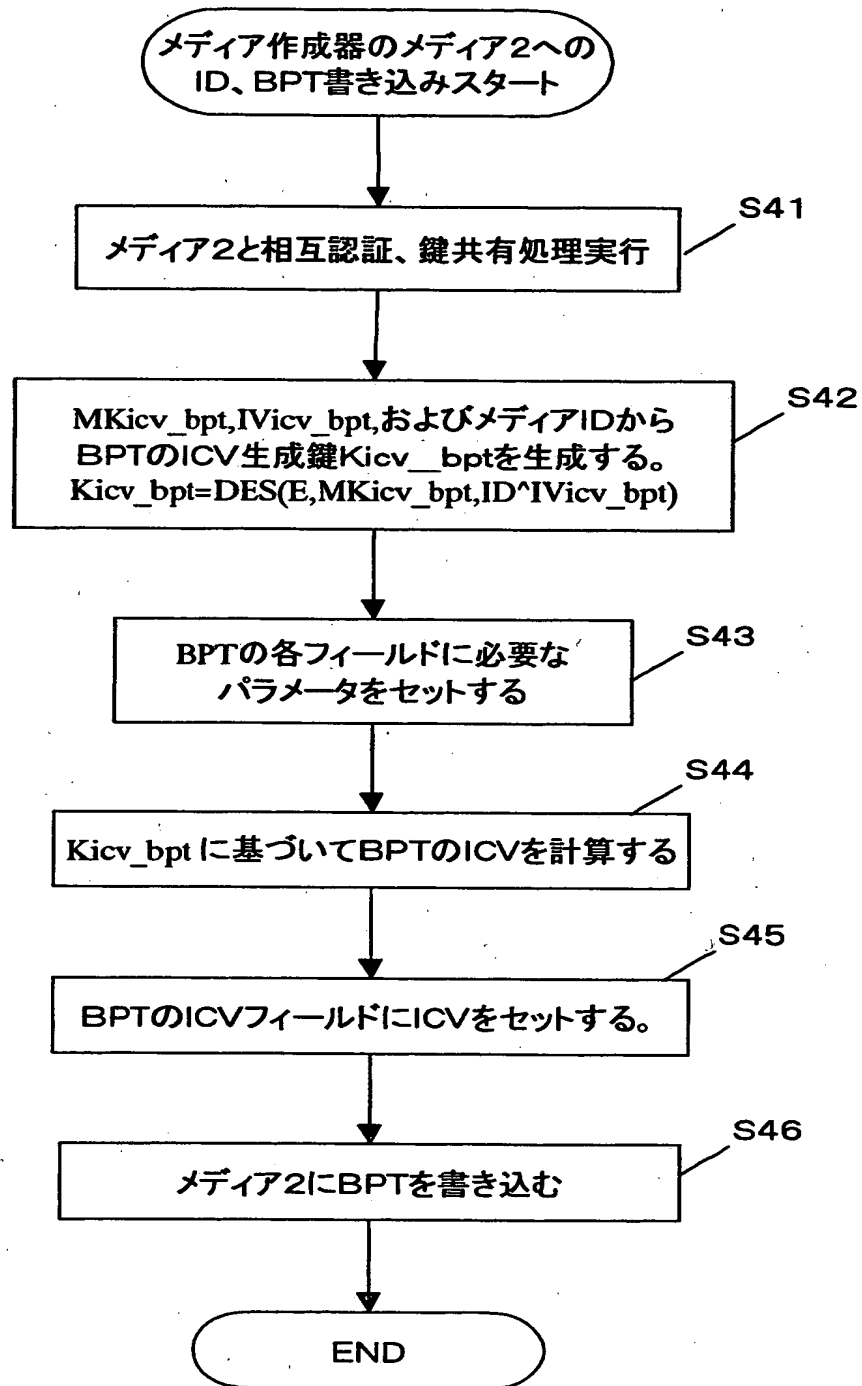 メディア作成器のメディア2への
ID、BPT書き込みスタート
S41
メディア2と相互認証、鍵共有処理実行
S42
MKicv_bpt,IVicv_bpt,およびメディアIDから
BPTのICV生成鍵Kicv__bptを生成する。
Kicv_bpt=DES(E,MKicv_bpt,ID^IVicv_bpt)
S43
BPTの各フィールドに必要な
パラメータをセットする
S44
Kicv_bpt に基づいてBPTのICVを計算する
S45
BPTのICVフィールドにICVをセットする。
S46
メディア2にBPTを書き込む
END